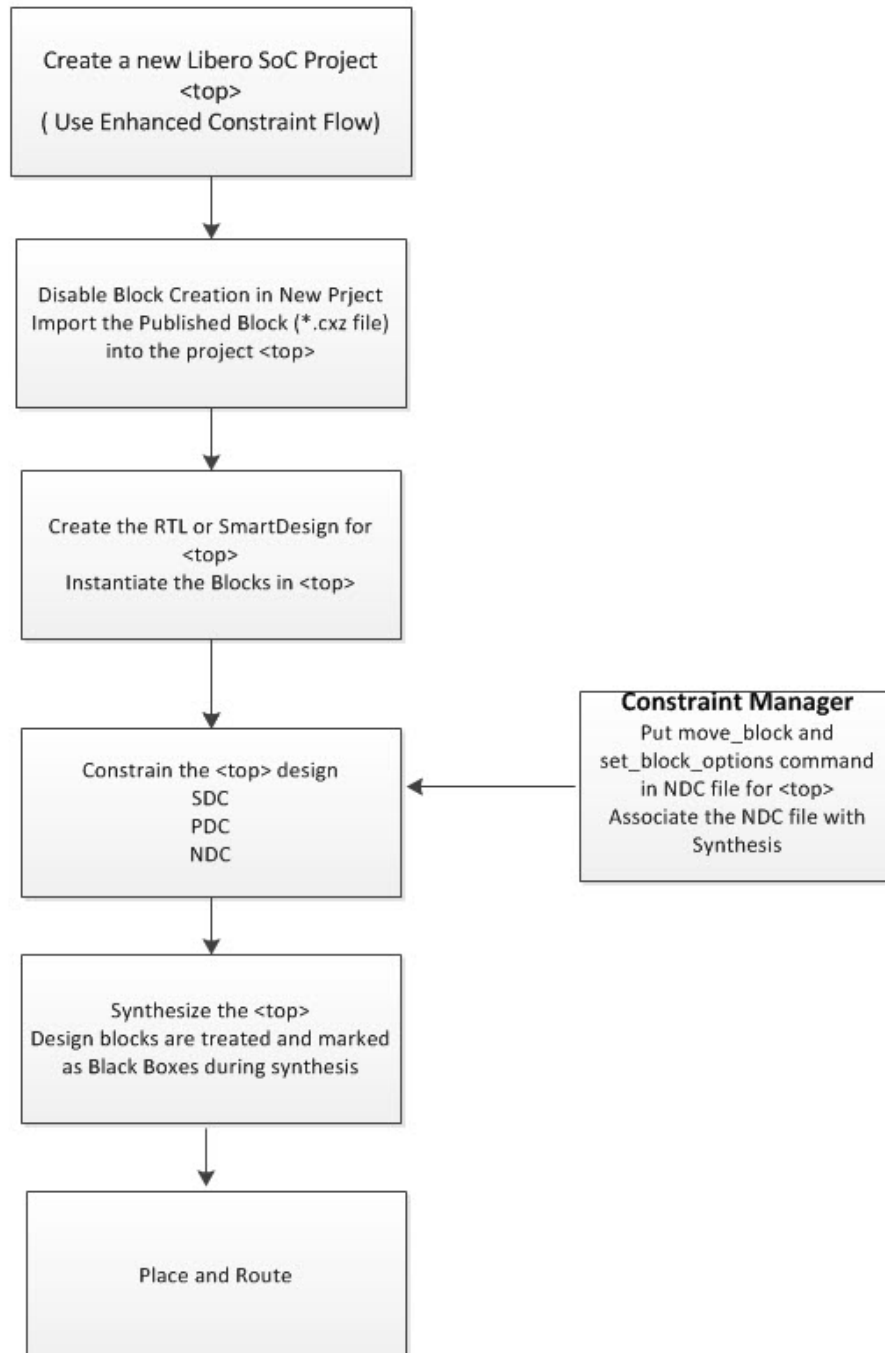 Create a new Libero SoC Project
<top>
( Use Enhanced Constraint Flow)
Disable Block Creation in New Prject
Import the Published Block (*.cxz file)
into the project <top>
Create the RTL or SmartDesign for
<top>
Instantiate the Blocks in <top>
Constrain the <top> design
SDC
PDC
NDC
Constraint Manager
Put move_block and
set_block_options command
in NDC file for <top>
Associate the NDC file with
Synthesis
Synthesize the <top>
Design blocks are treated and marked
as Black Boxes during synthesis
Place and Route